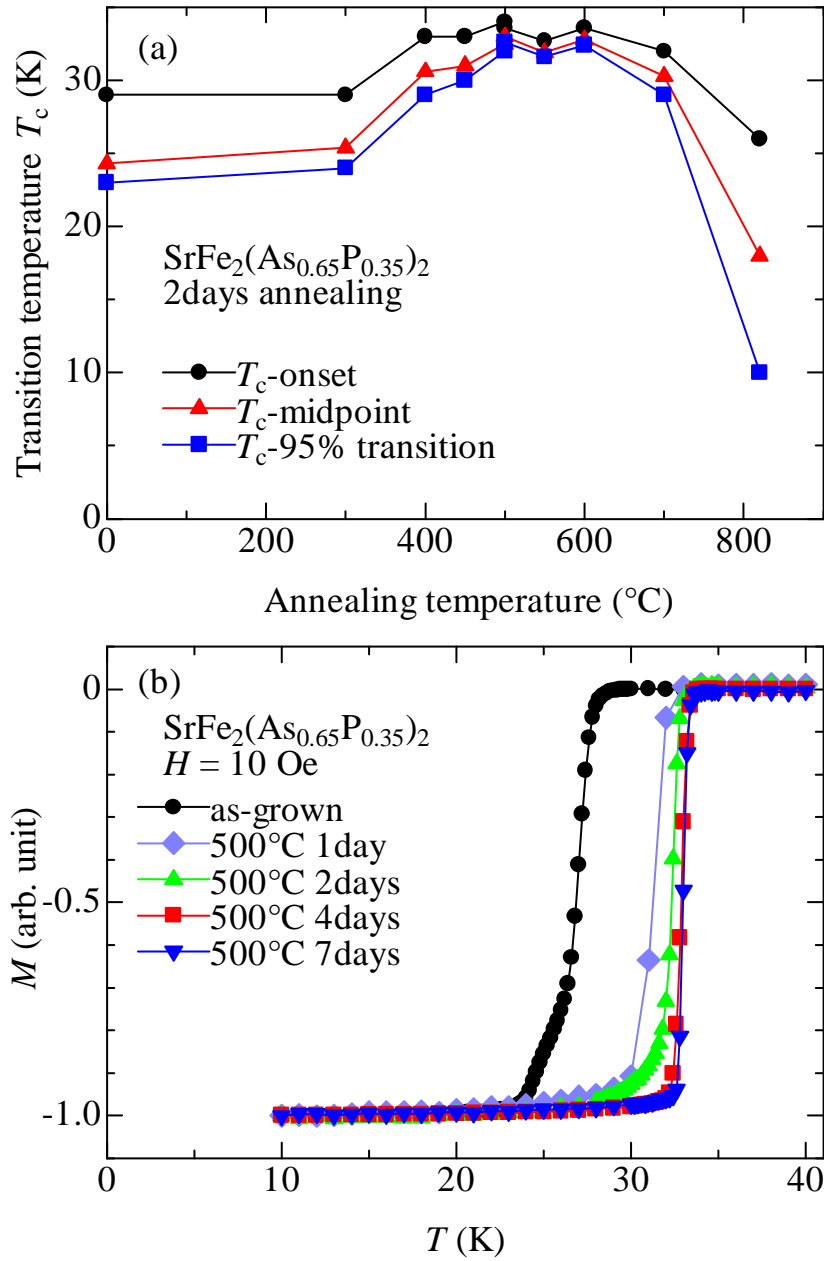 (a)
30
20
10
0
Transition temperature Tc (K)
SrFe2(As0.65P0.35)2
2days annealing
Tc-onset
Tc-midpoint
Tc-95% transition
0 200 400 600 800
Annealing temperature (°C)
(b)
0
-0.5
-1.0
M (arb. unit)
SrFe2(As0.65P0.35)2
H = 10 Oe
as-grown
500°C 1day
500°C 2days
500°C 4days
500°C 7days
0 10 20 30 40
T (K)